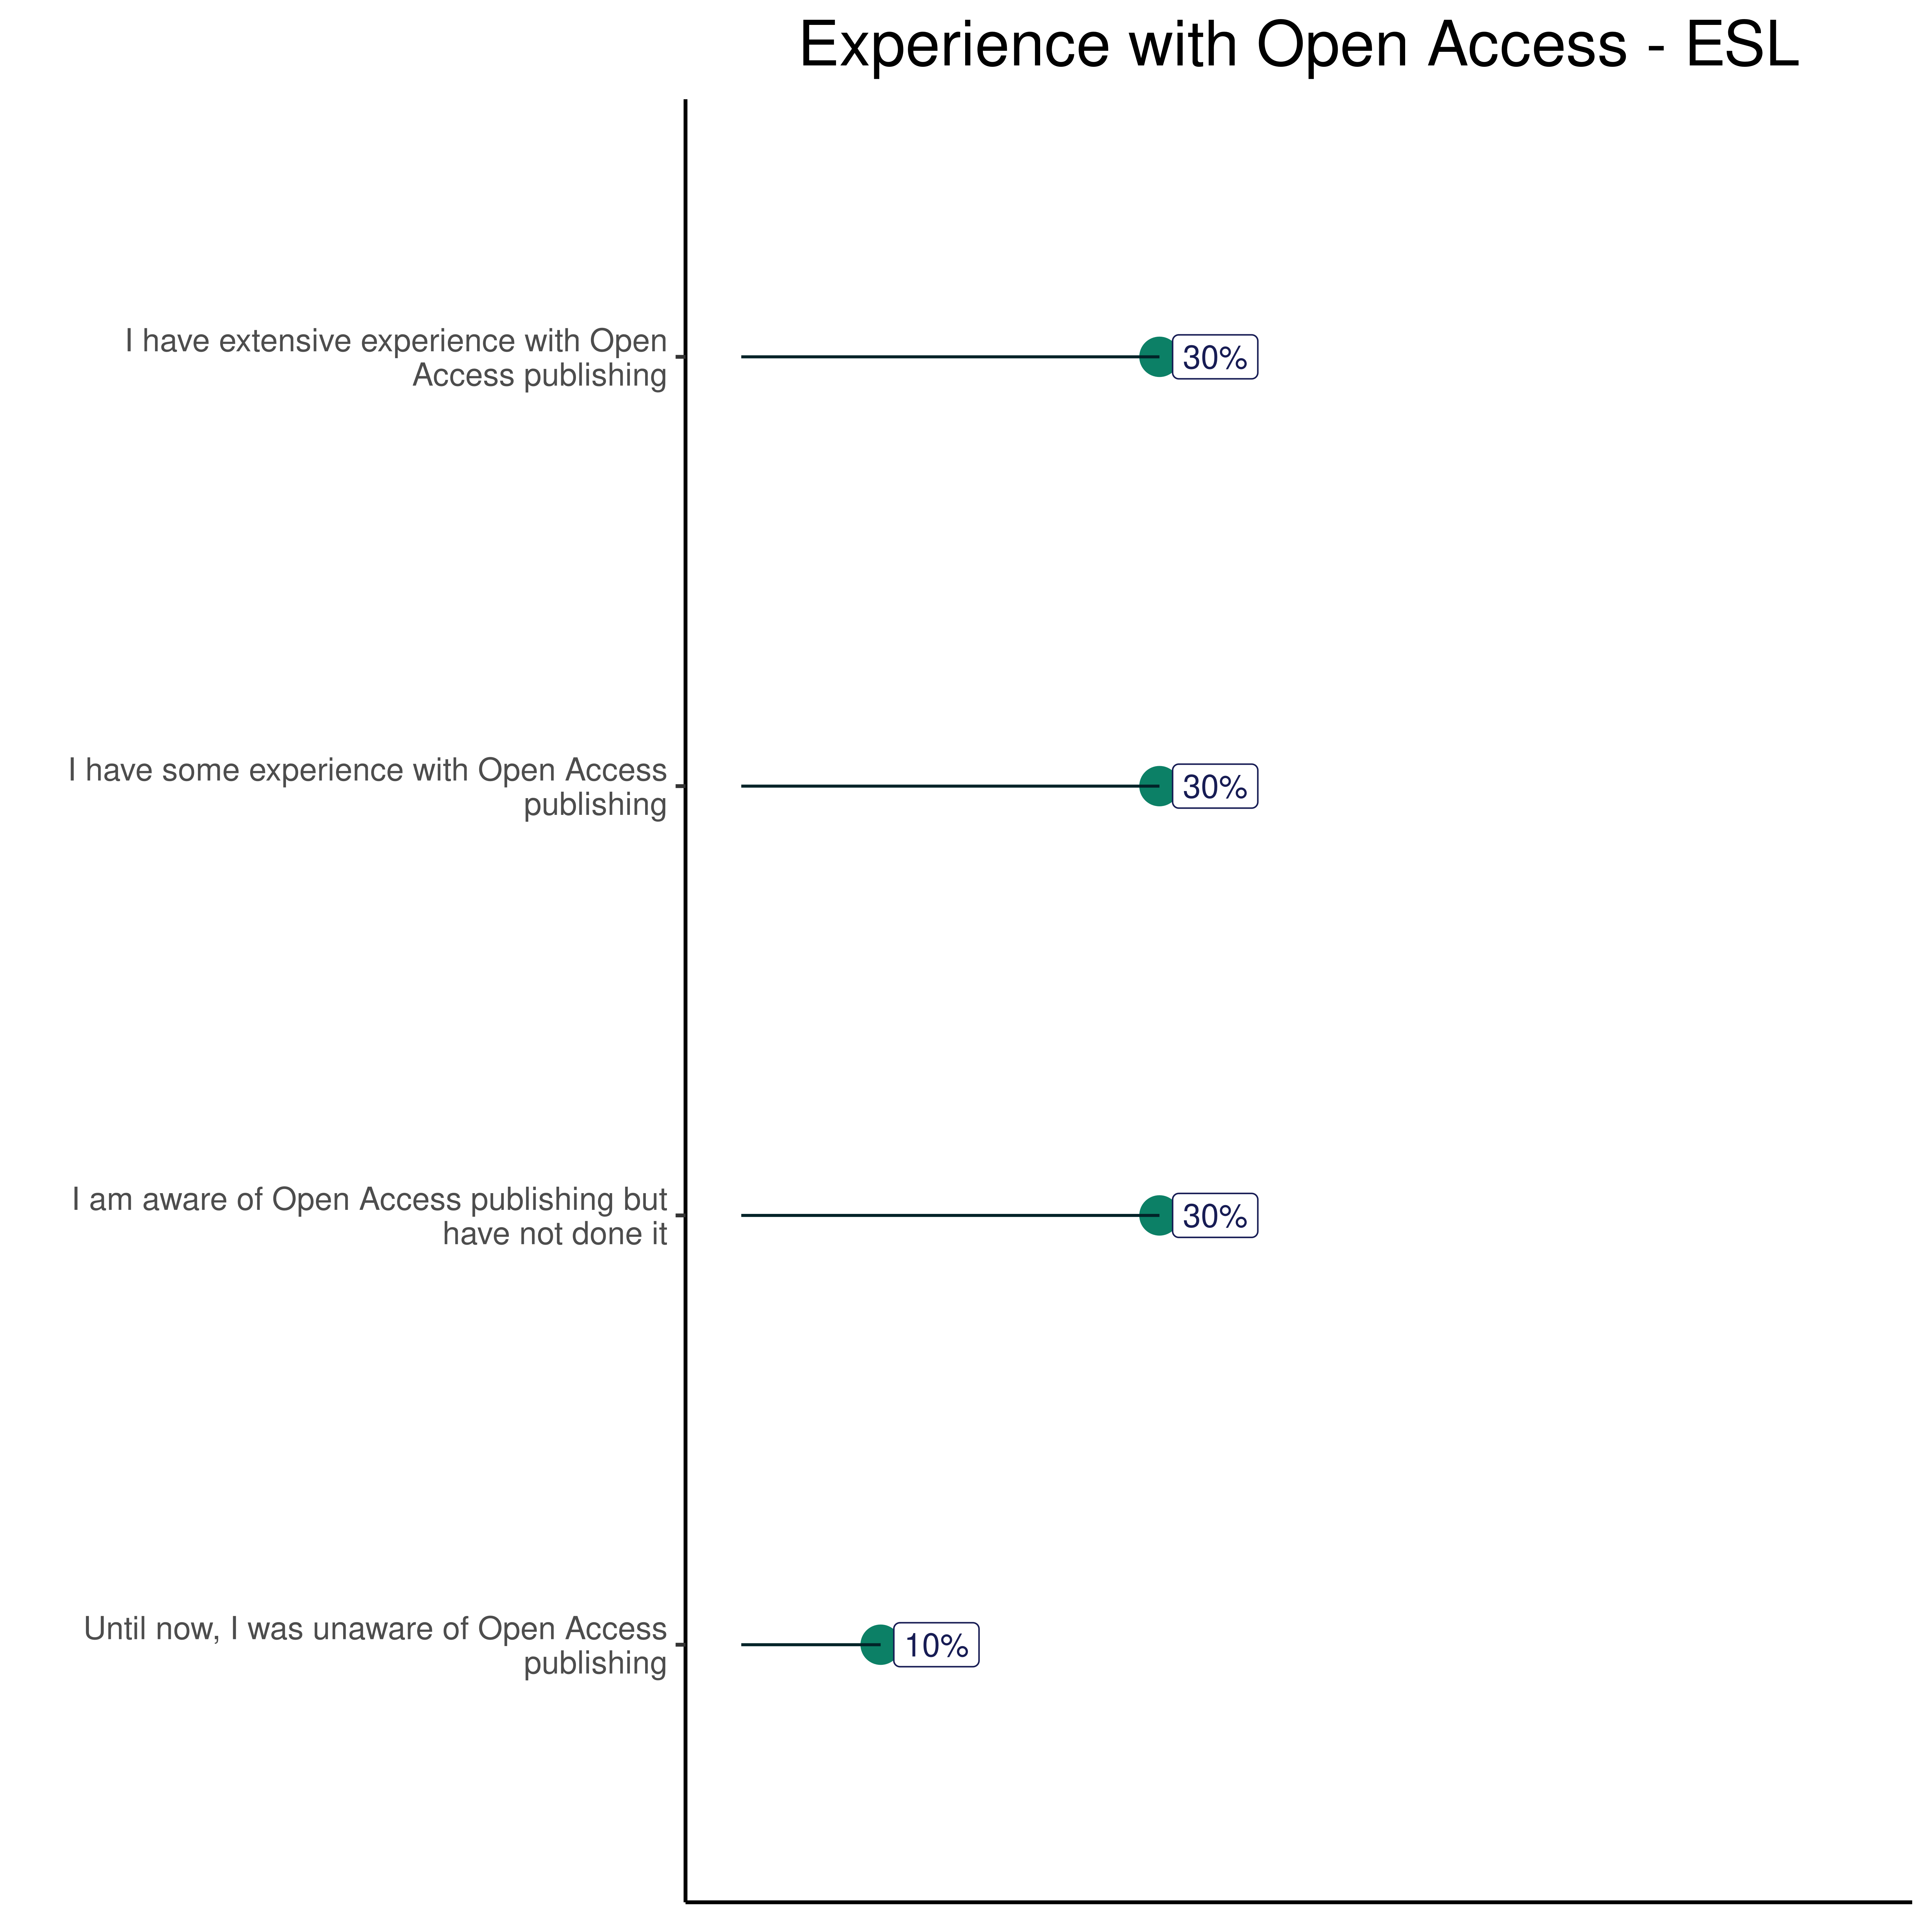 Experience with Open Access - ESL
I have extensive experience with Open
Access publishing
30%
I have some experience with Open Access
publishing
30%
I am aware of Open Access publishing but
have not done it
30%
Until now, I was unaware of Open Access
publishing
10%